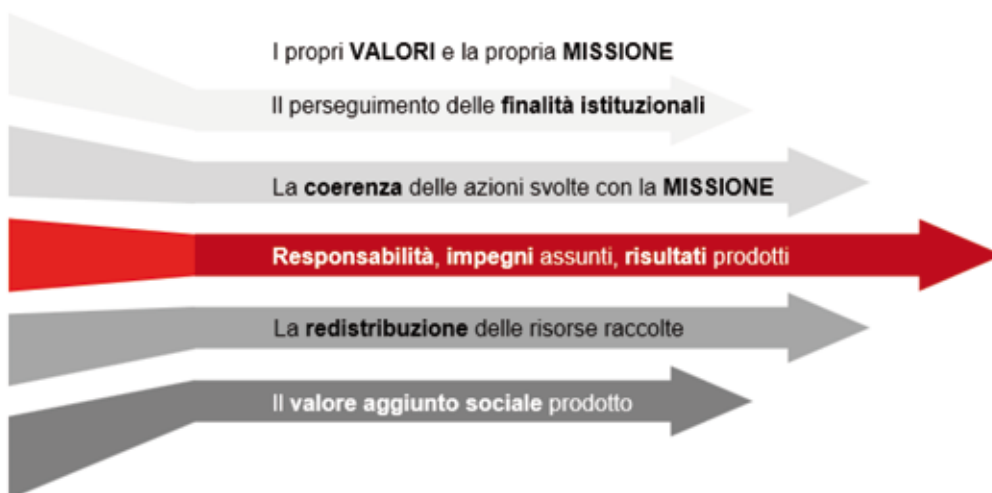 I propri VALORI e la propria MISSIONE
Il perseguimento delle finalità istituzionali
La coerenza delle azioni svolte con la MISSIONE
Responsabilità, impegni assunti, risultati prodotti
La redistribuzione delle risorse raccolte
Il valore aggiunto sociale prodotto